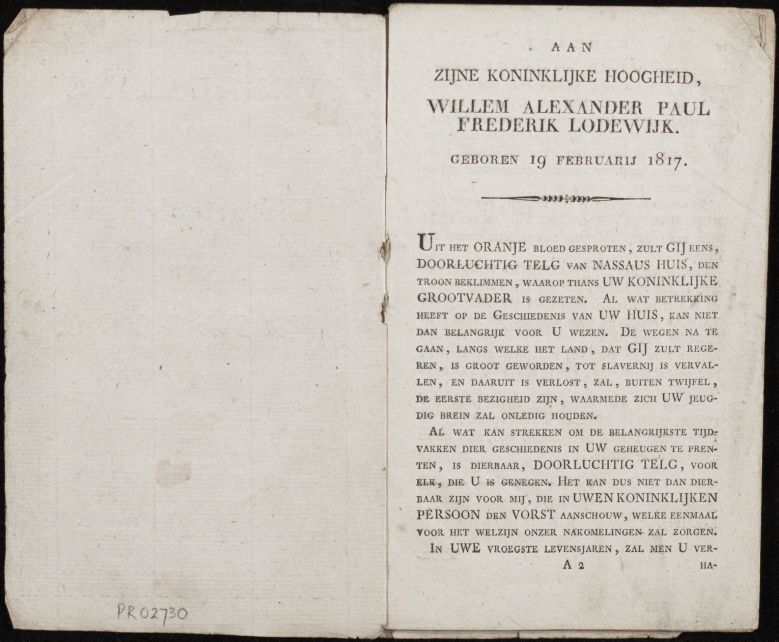 AAN
ZIJNE KONINKLIJKE HOOGHEID,
WILLEM ALEXANDER PAUL
FREDERIK LODEWIJK.
GEBOREN 19 FEBRUARIJ 1817.
UIT HET ORANJE BLOED GESPROTEN, ZULT GIJ EENS,
DOORLUCHTIG TELG VAN NASSAUS HUIS, DEN
TROON BEKLIMMEN, WAAROP THANS UW KONINKLIJKE
GROOTVADER IS GEZETEN. AL WAT BETREKKING
HEEFT OP DE GESCHIEDENIS VAN UW HUIS, KAN NIET
DAN BELANGRIJK VOOR U WEZEN. DE WEGEN NA TE
GAAN, LANGS WELKE HET LAND, DAT GIJ ZULT REGE-
REN, IS GROOT GEWORDEN, TOT SLAVERNIJ IS VERVAL-
LEN, EN DAARUIT IS VERLOST, ZAL, BUITEN TWIJFEL,
DE EERSTE BEZIGHEID ZIJN, WAARMEDE ZICH UW JEUG-
DIG BREIN ZAL ONLEDIG HOUDEN.
AL WAT KAN STREKKEN OM DE BELANGRIJKSTE TIJD-
VAKKEN DIER GESCHIEDENIS IN UW GEHEUGEN TE PREN-
TEN, IS DIERBAAR, DOORLUCHTIG TELG, VOOR
ELK, DIE U IS GENEGEN. HET KAN DUS NIET DAN DIER-
BAAR ZIJN VOOR MIJ, DIE IN UWEN KONINKLIJKEN
PERSOON DEN VORST AANSCHOUW, WELKE EENMAAL
VOOR HET WELZIJN ONZER NAKOMELINGEN ZAL ZORGEN.
IN UWE VROEGSTE LEVENSJAREN, ZAL MEN U VER-
A 2 HA-
PR02730